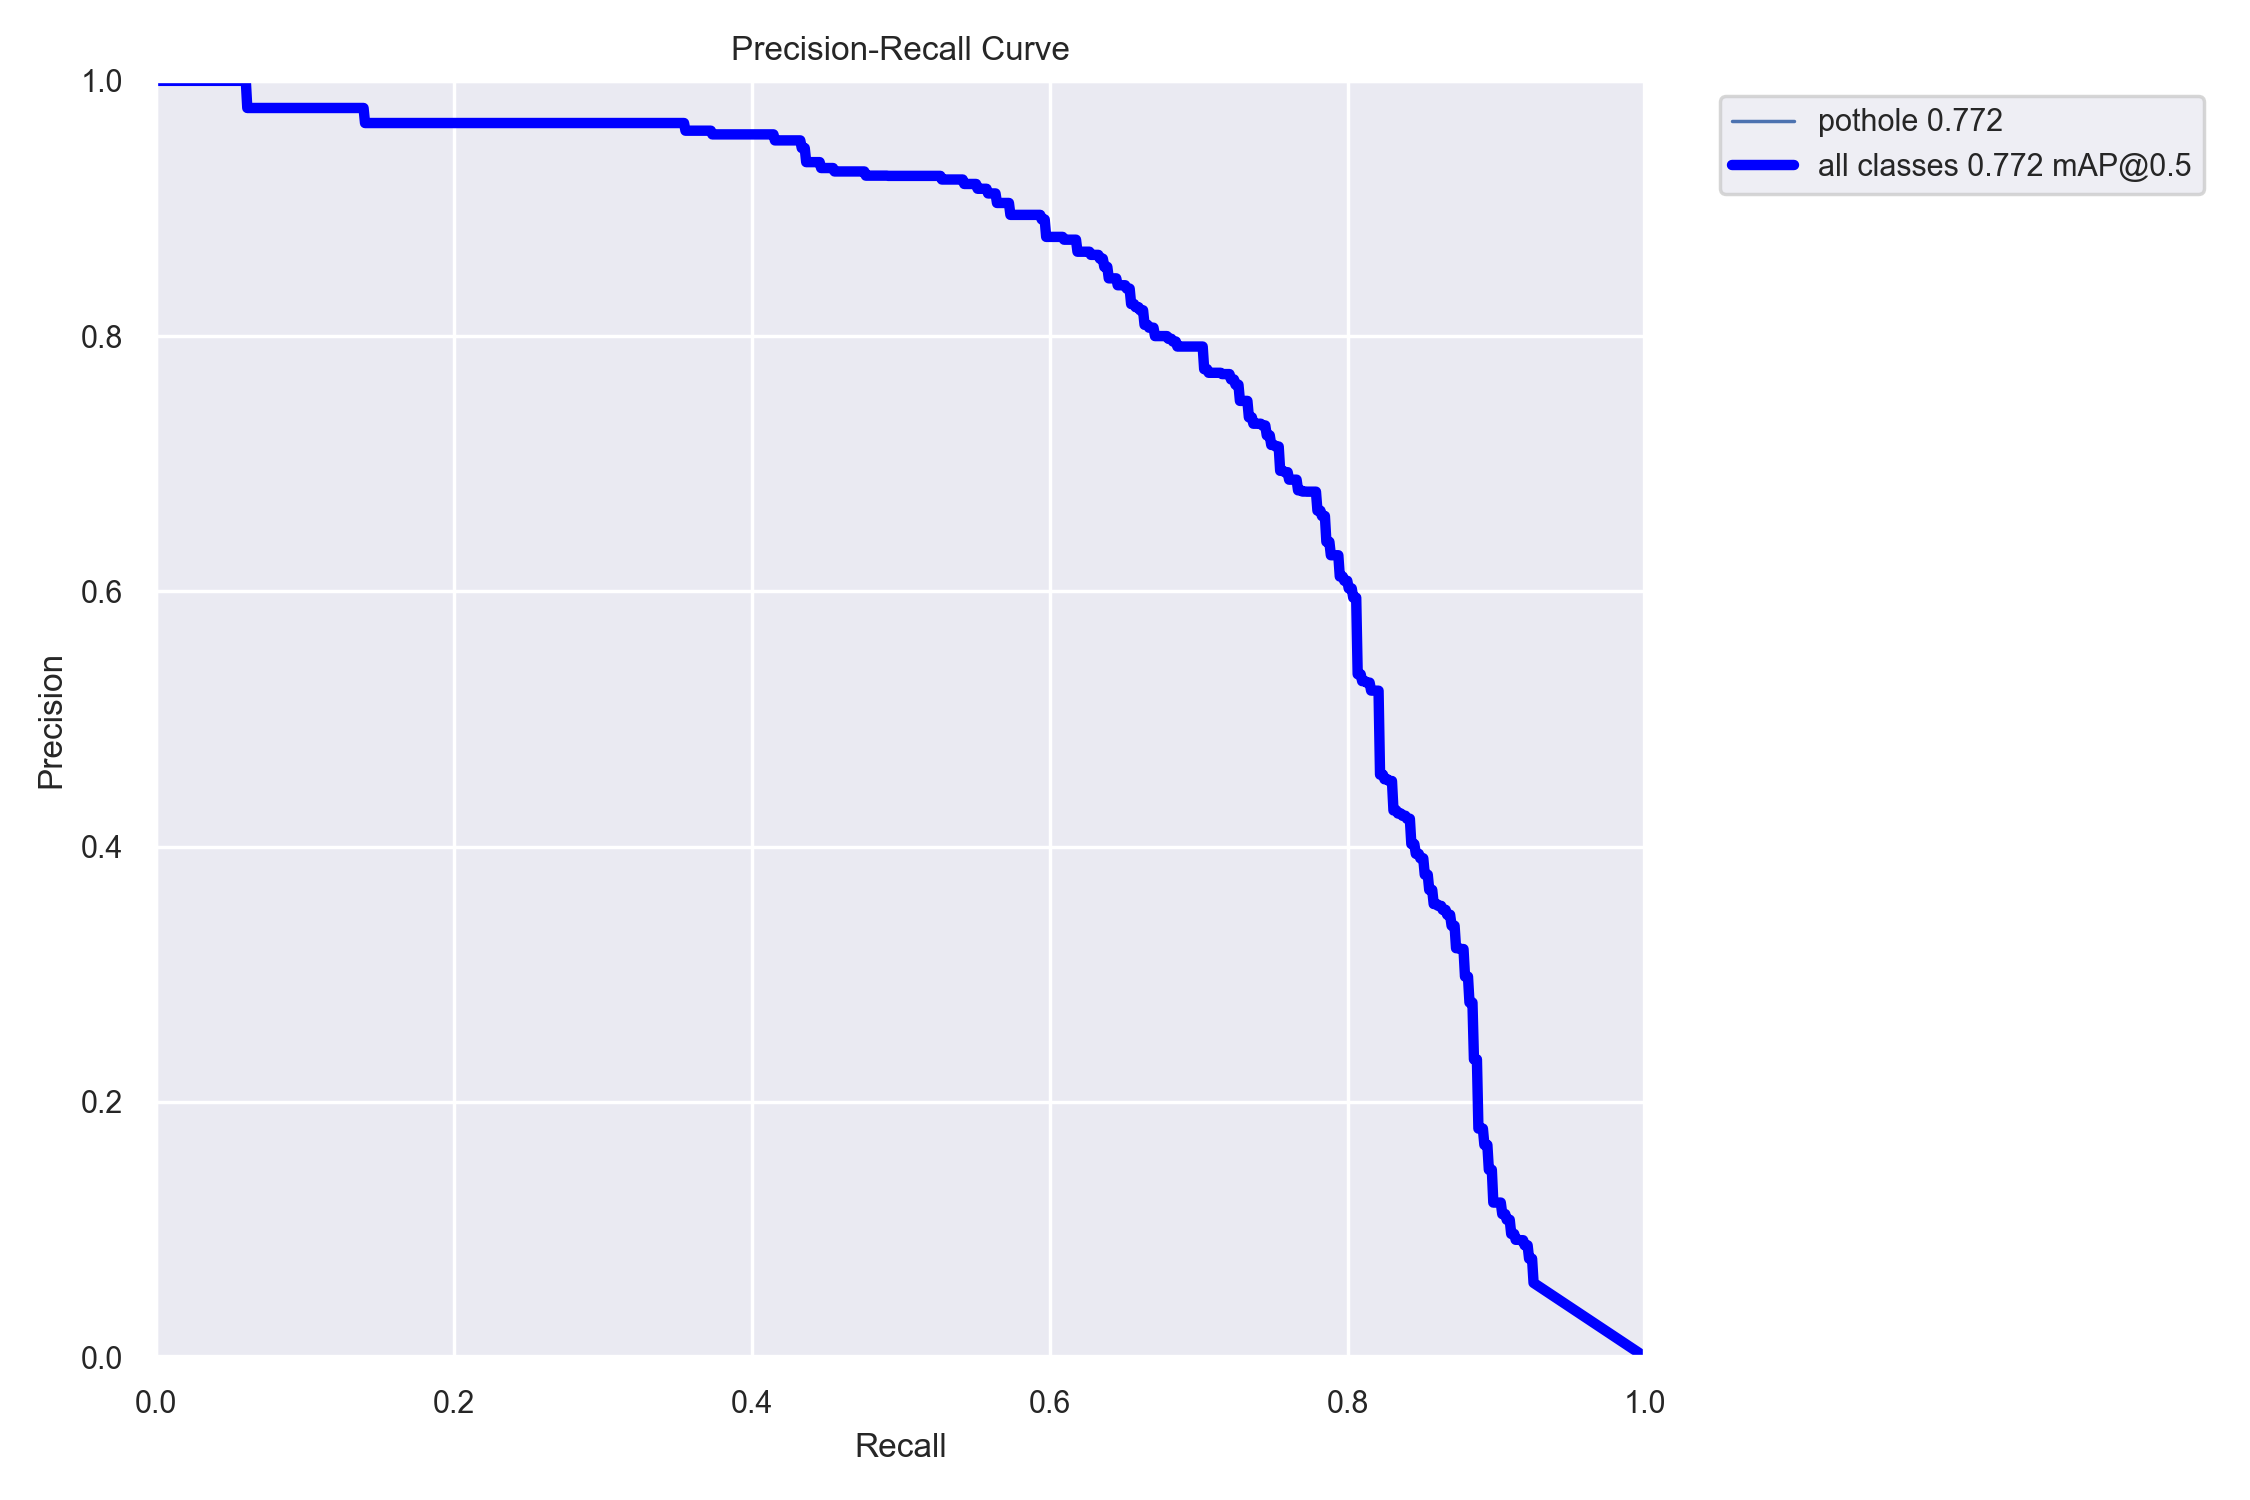 Precision-Recall Curve
1.0
0.8
0.6
0.4
0.2
0.0
Precision
0.0 0.2 0.4 0.6 0.8 1.0
Recall
pothole 0.772
all classes 0.772 mAP@0.5